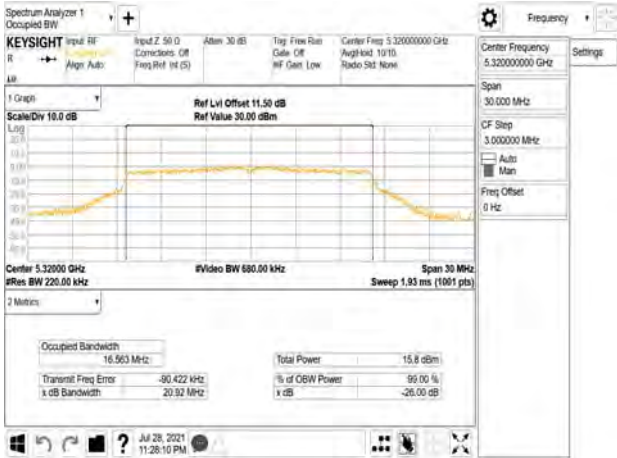 Spectrum Analyzer 1
Occupied BW
+
Frequency
KEYSIGHT
Input: RF
R
Align: Auto
Input Z: 50 Ω
Corrections: Off
Freq Ref: Int (S)
Atten: 30 dB
Trig: Free Run
Gate: Off
#IF Gain: Low
Center Freq: 5.320000000 GHz
Avg|Hold: 10/10
Radio Std: None
Center Frequency
5.320000000 GHz
Settings
Span
30.000 MHz
CF Step
3.000000 MHz
Auto
Man
Freq Offset
0 Hz
1 Graph
Scale/Div 10.0 dB
Ref Lvl Offset 11.50 dB
Ref Value 30.00 dBm
Log
Center 5.32000 GHz
#Res BW 220.00 kHz
#Video BW 680.00 kHz
Span 30 MHz
Sweep 1.93 ms (1001 pts)
2 Metrics
Occupied Bandwidth
16.563 MHz
Total Power
15.8 dBm
Transmit Freq Error
-90.422 kHz
% of OBW Power
99.00 %
x dB Bandwidth
20.92 MHz
x dB
-26.00 dB
?
Jul 28, 2021
11:28:10 PM